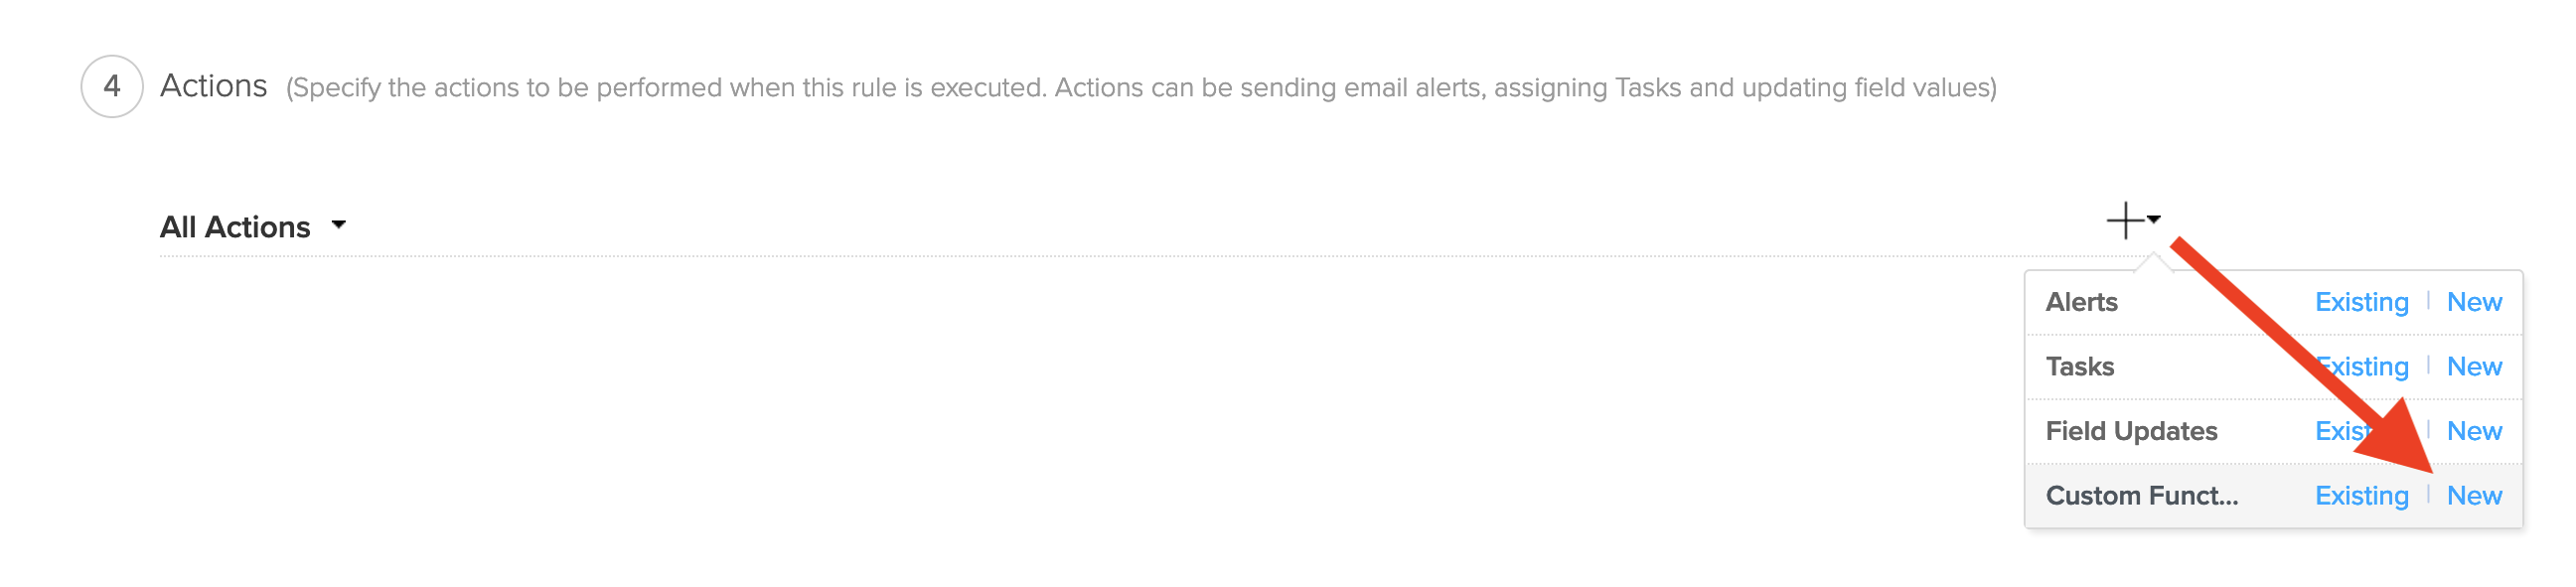 4 Actions (Specify the actions to be performed when this rule is executed. Actions can be sending email alerts, assigning Tasks and updating field values)
All Actions
Alerts Existing New
Tasks Existing New
Field Updates New
Custom Funct... Existing New